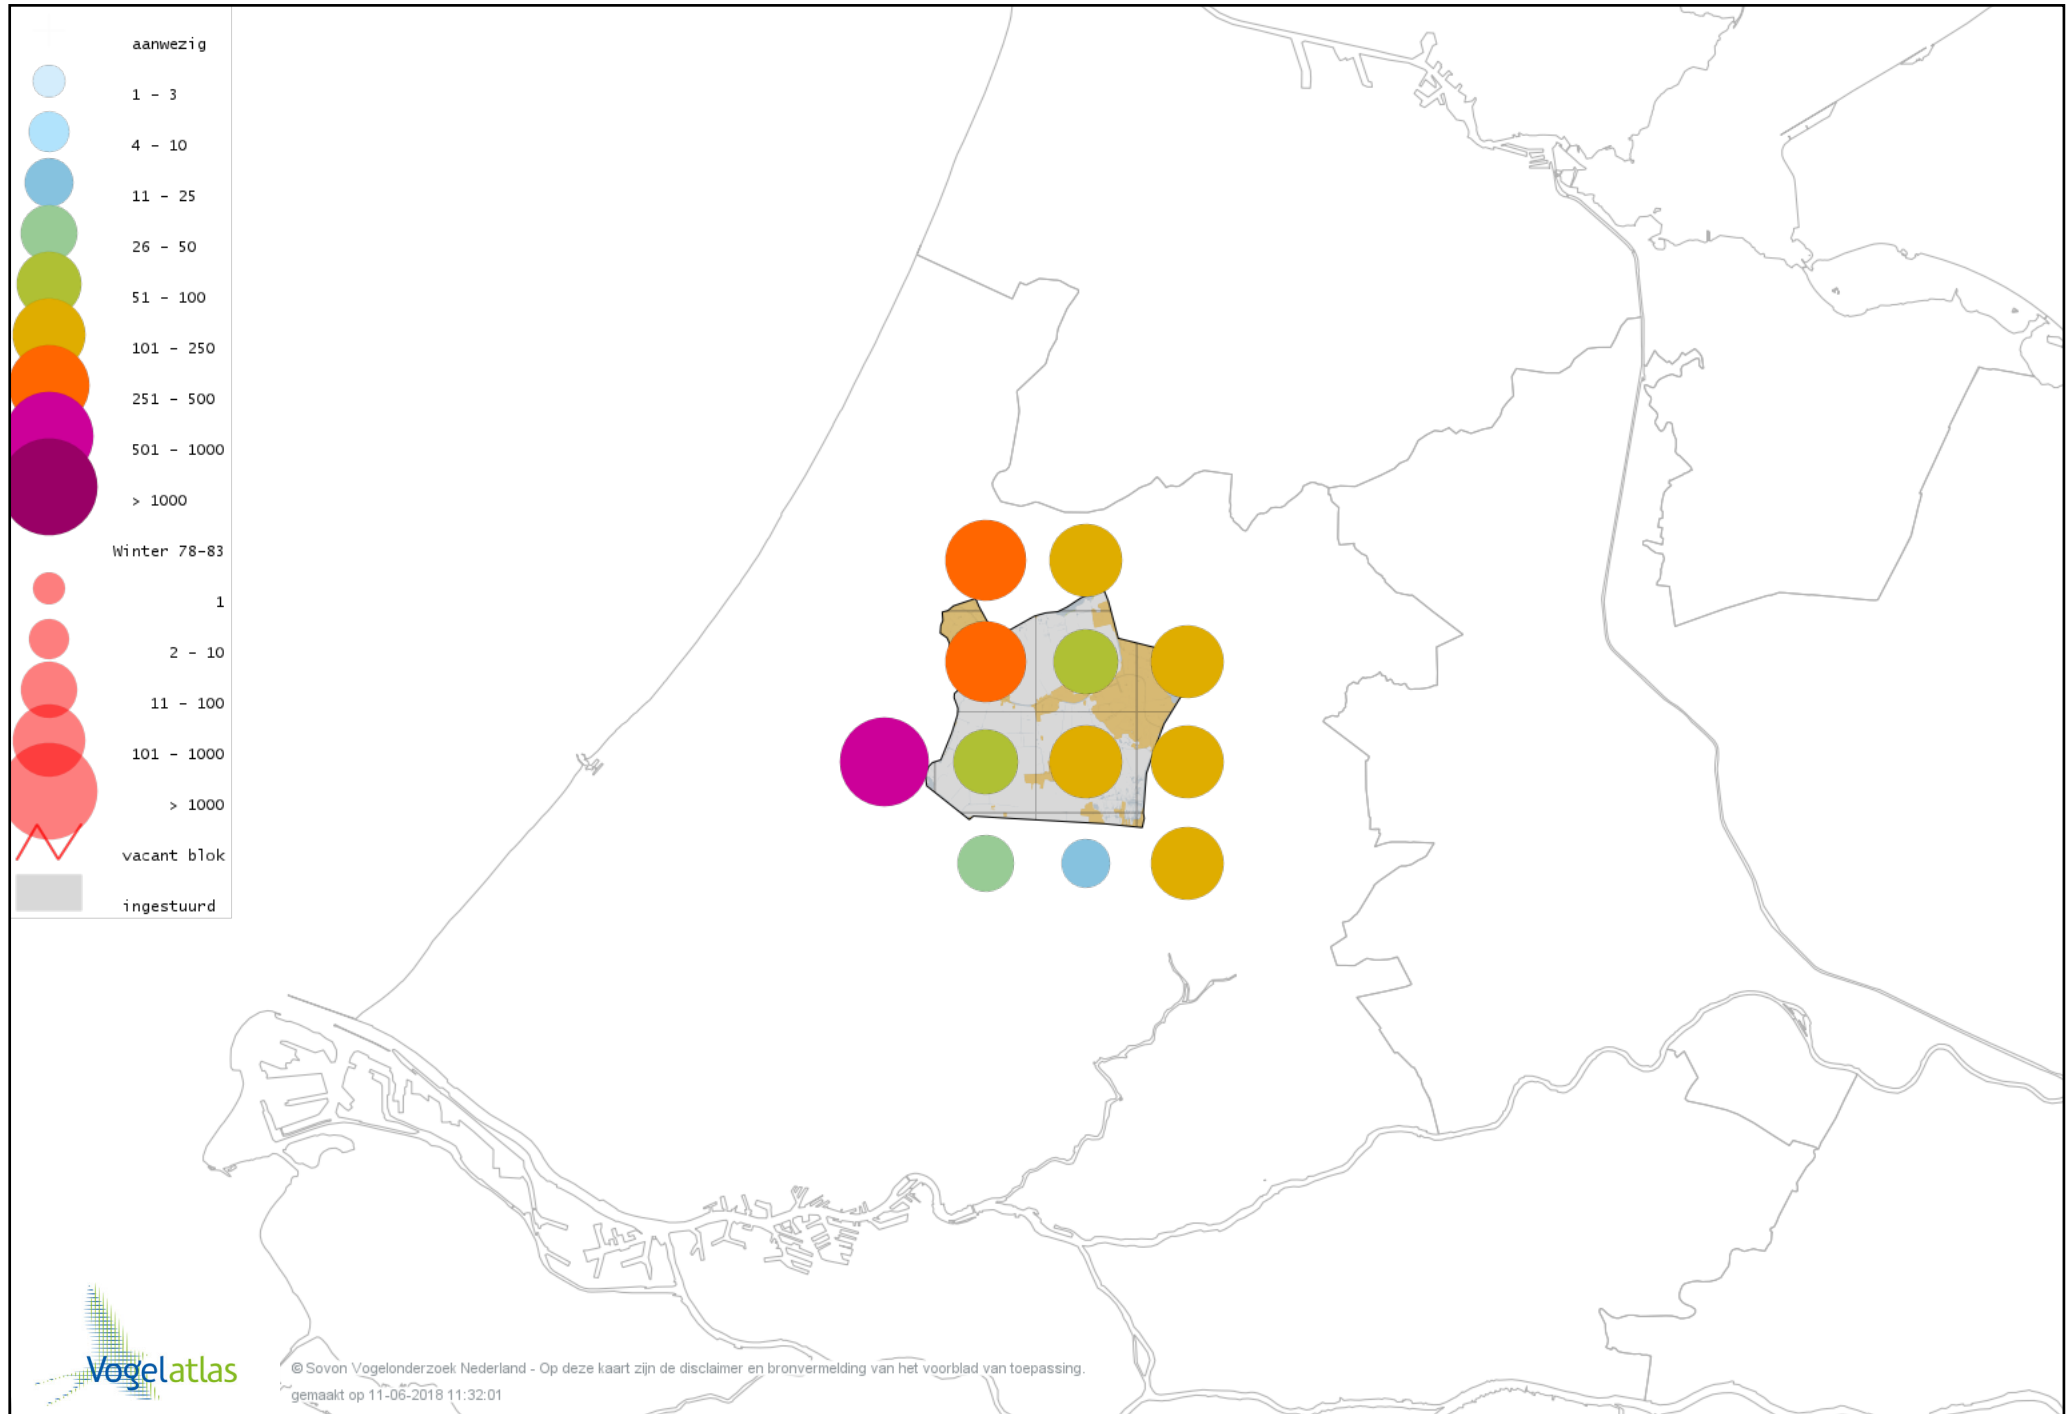 aanwezig
1 - 3
4 - 10
11 - 25
26 - 50
51 - 100
101 - 250
251 - 500
501 - 1000
> 1000
Winter 78-83
1
2 - 10
11 - 100
101 - 1000
> 1000
vacant blok
ingestuurd
Vogelatlas
© Sovon Vogelonderzoek Nederland - Op deze kaart zijn de disclaimer en bronvermelding van het voorblad van toepassing.
gemaakt op 11-06-2018 11:32:01